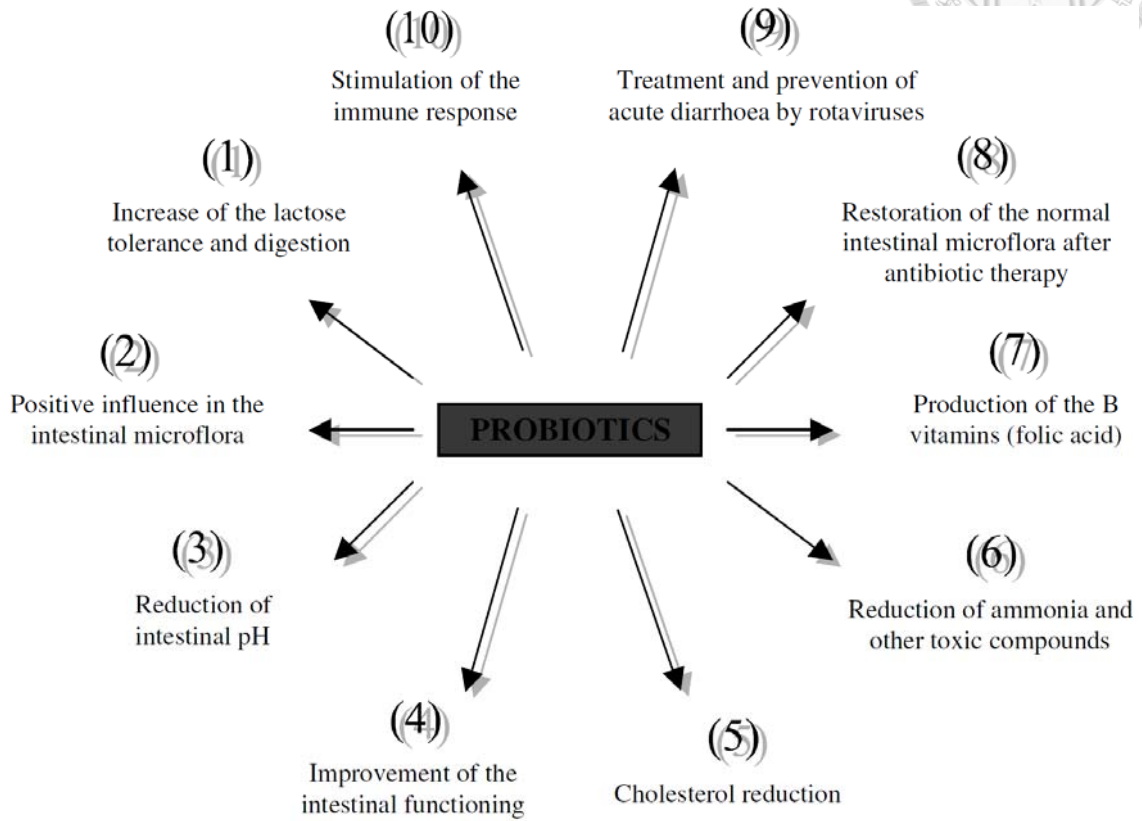 (10)
Stimulation of the
immune response
(9)
Treatment and prevention of
acute diarrhoea by rotaviruses
(1)
Increase of the lactose
tolerance and digestion
(8)
Restoration of the normal
intestinal microflora after
antibiotic therapy
(2)
Positive influence in the
intestinal microflora
PROBIOTICS
(7)
Production of the B
vitamins (folic acid)
(3)
Reduction of
intestinal pH
(6)
Reduction of ammonia and
other toxic compounds
(4)
Improvement of the
intestinal functioning
(5)
Cholesterol reduction